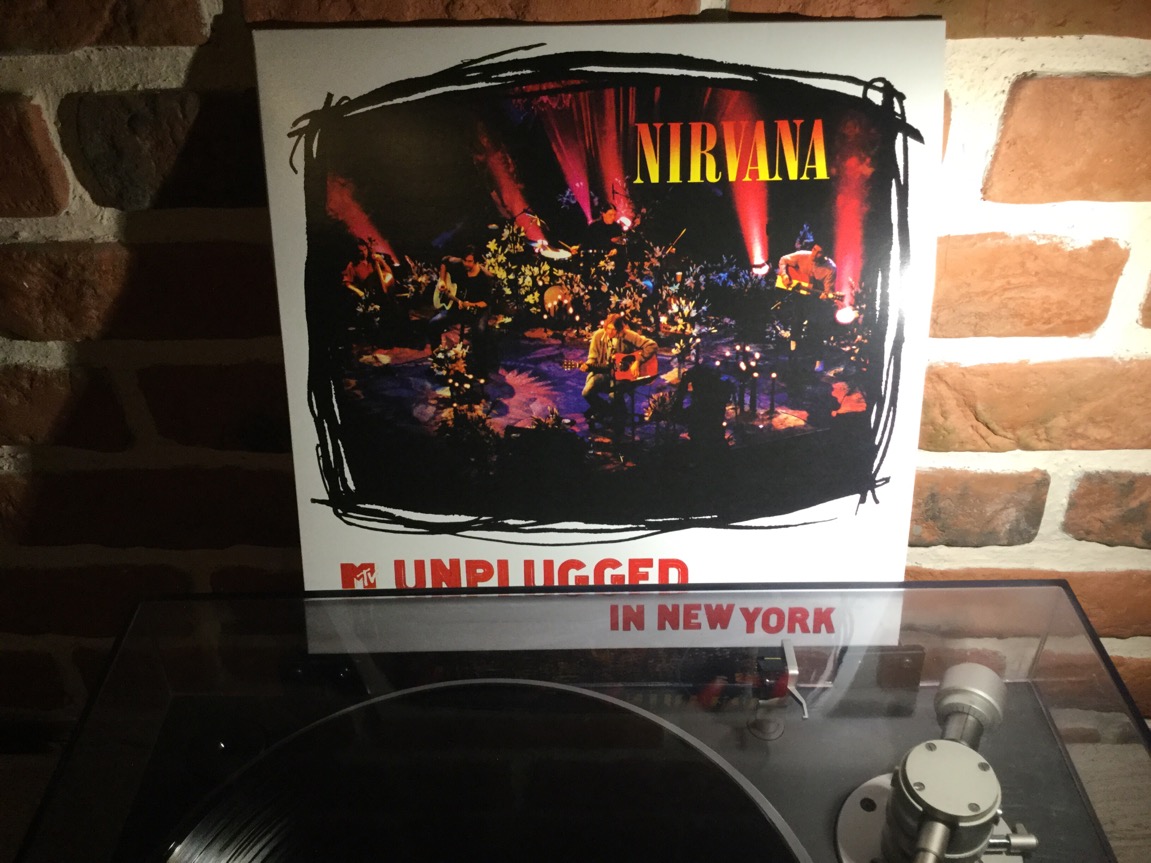 NIRVANA
MTV UNPLUGGED
IN NEW YORK